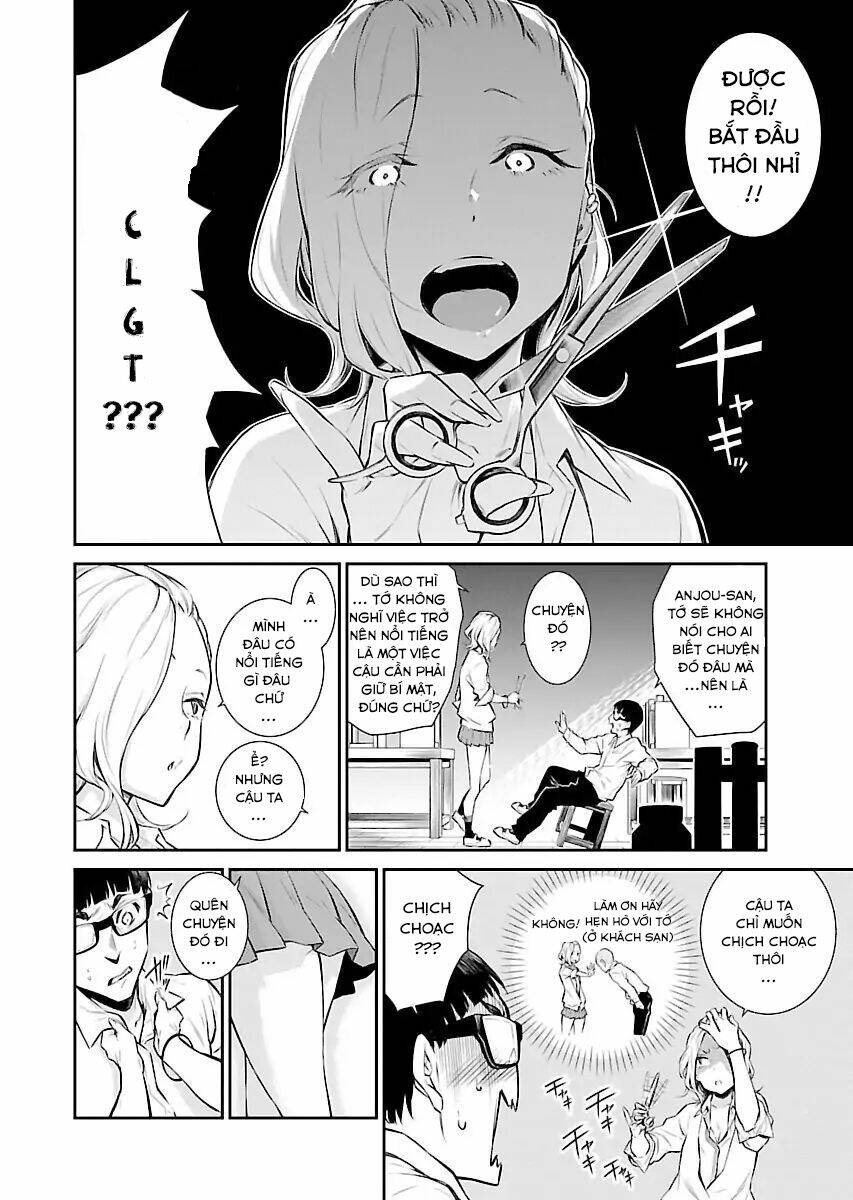 ĐƯỢC
RỒI!
BẮT ĐẦU
THÔI NHỈ
!!
チャキ
C
L
G
T
???
ANJOU-SAN,
TỚ SẼ KHÔNG
NÓI CHO AI
BIẾT CHUYỆN
ĐÓ ĐÂU MÀ
...NÊN LÀ
...
CHUYỆN
ĐÓ
??
DÙ SAO THÌ
... TỚ KHÔNG
NGHĨ VIỆC TRỞ
NÊN NỔI TIẾNG
LÀ MỘT VIỆC
CẬU CẦN PHẢI
GIỮ BÍ MẬT,
ĐÚNG CHỨ?
À
...
MÌNH
ĐÂU CÓ
NỔI TIẾNG
GÌ ĐÂU
CHỨ
...
Ể?
NHƯNG
CẬU TA
...
CẬU TA
CHỈ MUỐN
CHỊCH CHOẠC
THÔI
...
LÀM ƠN HÃY
HẸN HÒ VỚI TỚ
(Ở KHÁCH SẠN)
KHÔNG!
CHỊCH
CHOẠC
???
チャキ
チャキ
チャキ
チャキ
QUÊN
CHUYỆN
ĐÓ ĐI
...